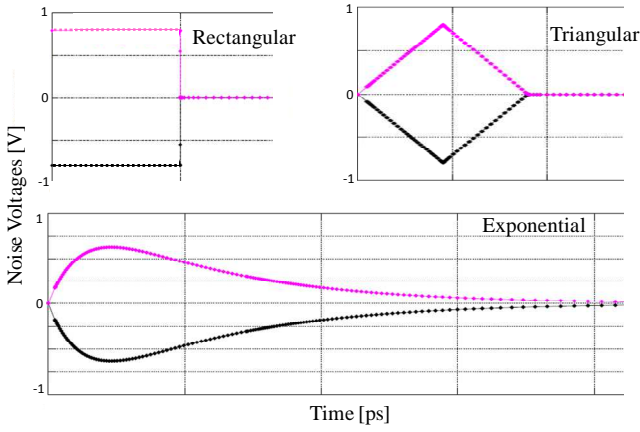 1
Rectangular
0
-1
1
Triangular
0
-1
Noise Voltages [V]
1
Exponential
0
-1
Time [ps]